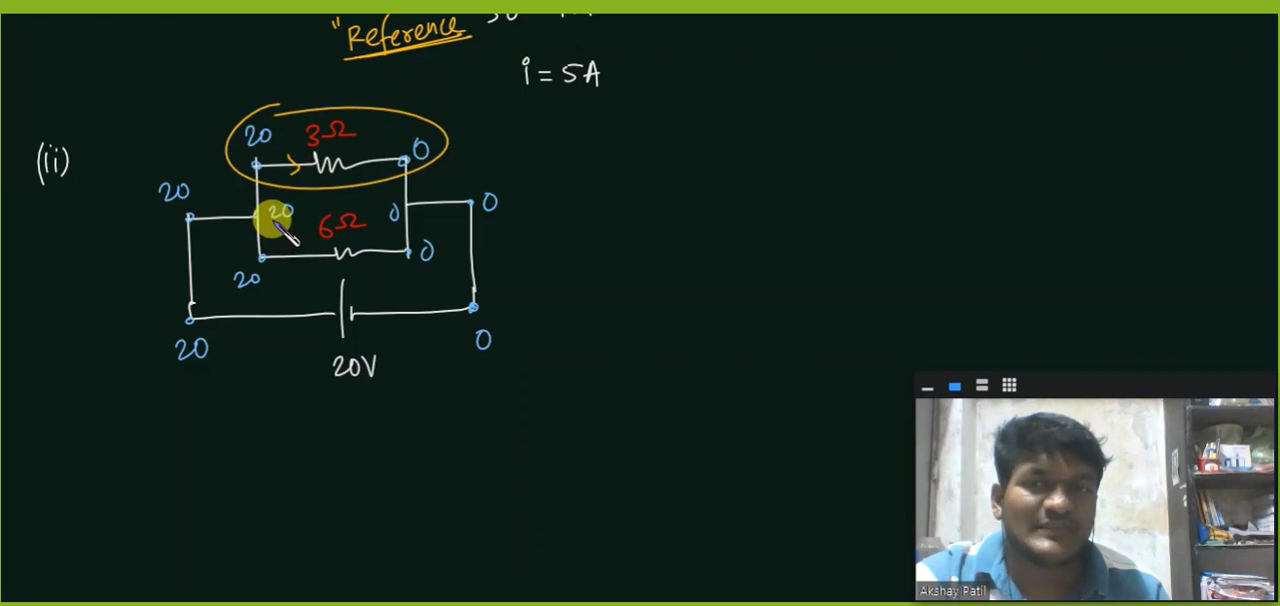 "Reference
i = 5A
(ii)
20 3Ω 0
20 20 6Ω 0 0
20 0
20 20V 0
Akshay Patil